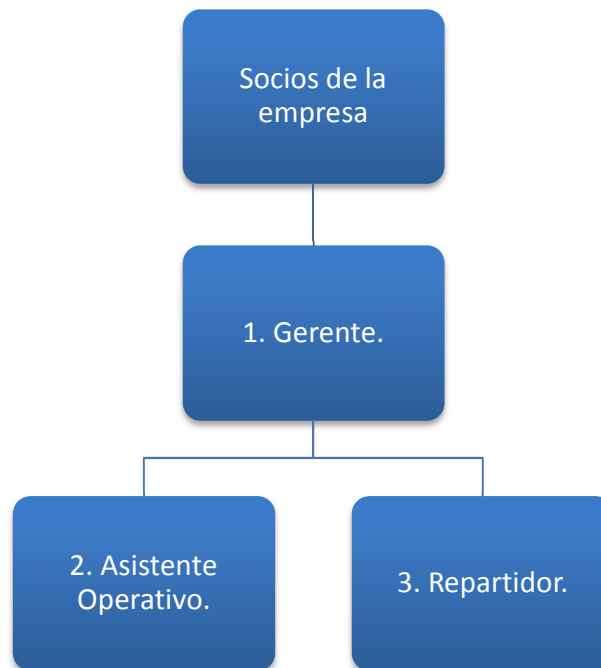 Socios de la
empresa
1. Gerente.
2. Asistente
Operativo.
3. Repartidor.